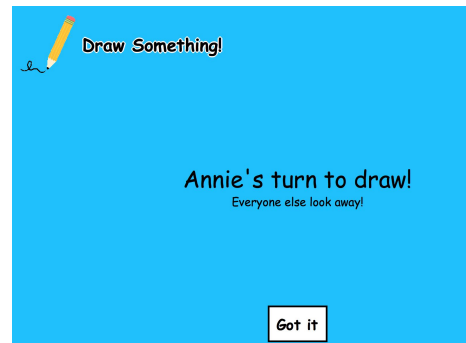 Draw Something!
Annie's turn to draw!
Everyone else look away!
Got it